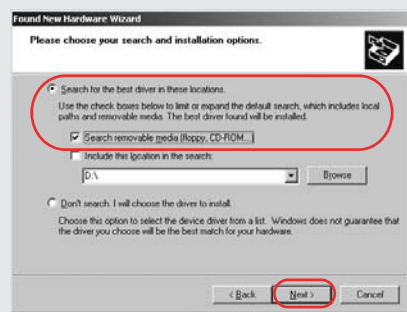 Found New Hardware Wizard
Please choose your search and installation options.
Search for the best driver in these locations.
Use the check boxes below to limit or expand the default search, which includes local
paths and removable media. The best driver found will be installed.
Search removable media (floppy, CD-ROM...)
Include this location in the search:
D:\
Browse
Don't search. I will choose the driver to install.
Choose this option to select the device driver from a list. Windows does not guarantee that
the driver you choose will be the best match for your hardware.
< Back
Next >
Cancel